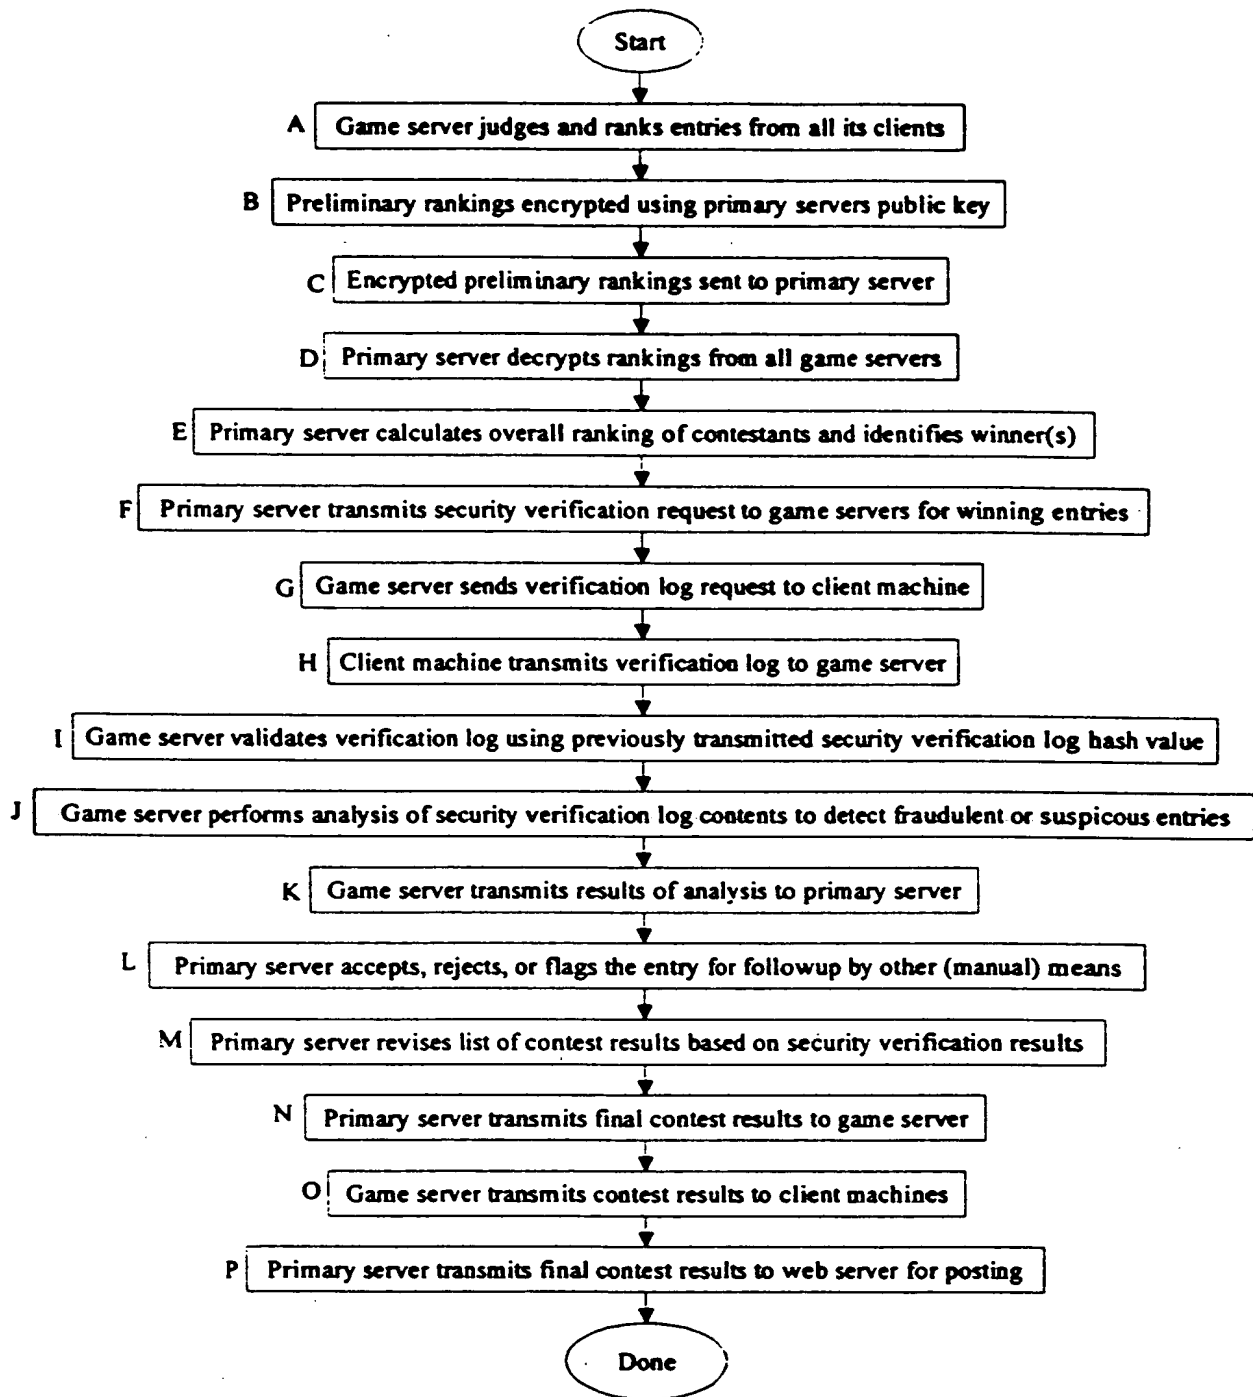 Start
A Game server judges and ranks entries from all its clients
B Preliminary rankings encrypted using primary servers public key
C Encrypted preliminary rankings sent to primary server
D Primary server decrypts rankings from all game servers
E Primary server calculates overall ranking of contestants and identifies winner(s)
F Primary server transmits security verification request to game servers for winning entries
G Game server sends verification log request to client machine
H Client machine transmits verification log to game server
I Game server validates verification log using previously transmitted security verification log hash value
J Game server performs analysis of security verification log contents to detect fraudulent or suspicous entries
K Game server transmits results of analysis to primary server
L Primary server accepts, rejects, or flags the entry for followup by other (manual) means
M Primary server revises list of contest results based on security verification results
N Primary server transmits final contest results to game server
O Game server transmits contest results to client machines
P Primary server transmits final contest results to web server for posting
Done